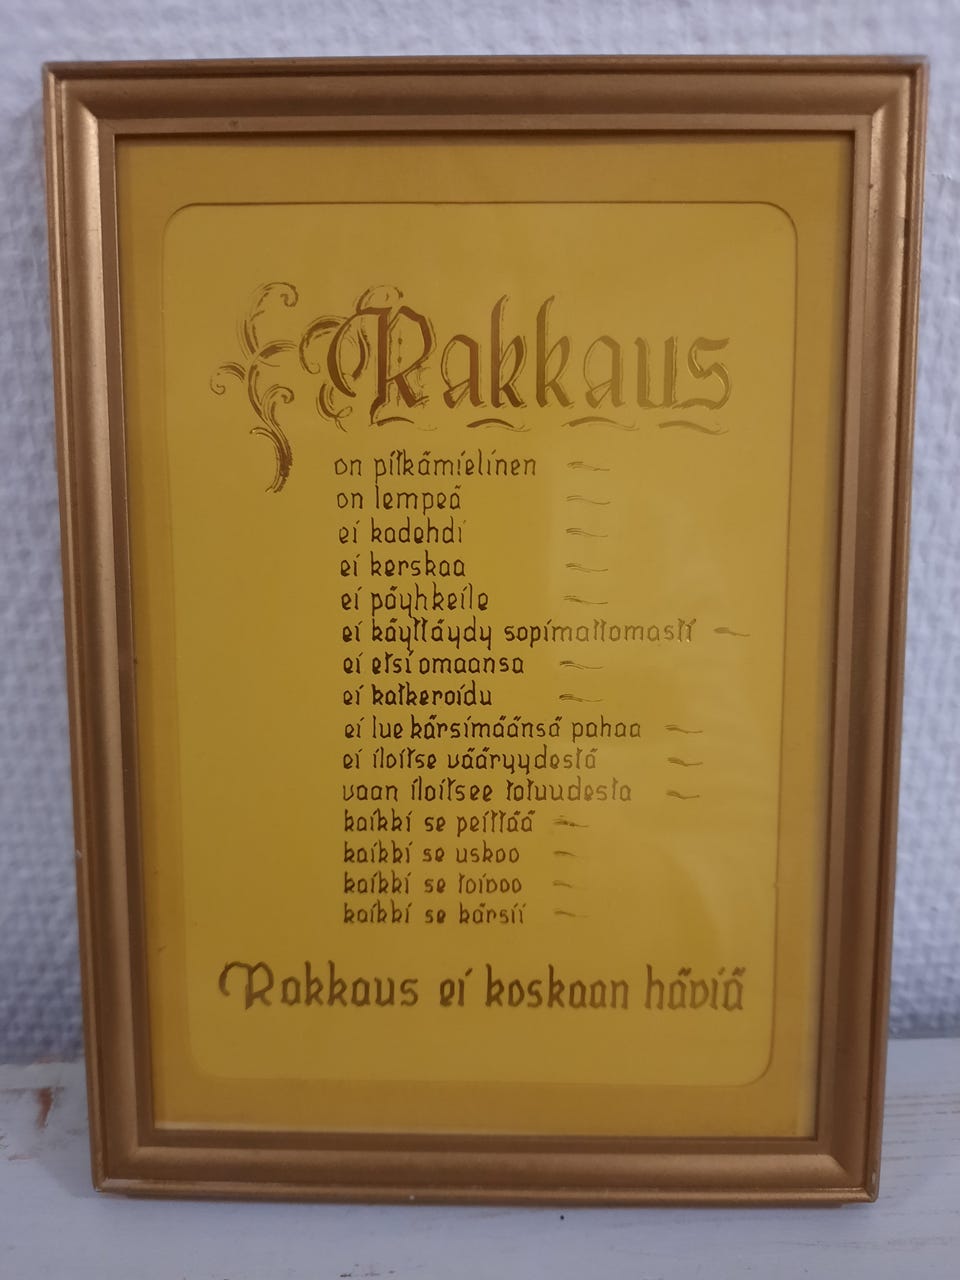 Rakkaus
on pitkämielinen ~
on lempeä ~
ei kadehdi ~
ei kerskaa ~
ei pöyhkeile ~
ei käyttäydy sopimattomasti ~
ei etsi omaansa ~
ei katkeroidu ~
ei lue kärsimäänsä pahaa ~
ei iloitse vääryydestä ~
vaan iloitsee totuudesta ~
kaikki se peittää ~
kaikki se uskoo ~
kaikki se toivoo ~
kaikki se kärsii ~
Rakkaus ei koskaan häviä